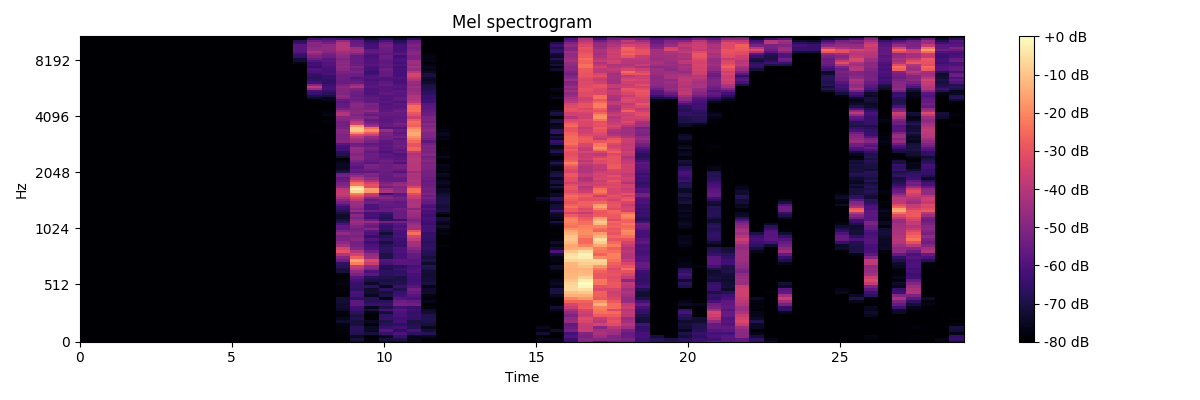 Mel spectrogram
Hz
8192
4096
2048
1024
512
0
0 5 10 15 20 25
Time
+0 dB
-10 dB
-20 dB
-30 dB
-40 dB
-50 dB
-60 dB
-70 dB
-80 dB